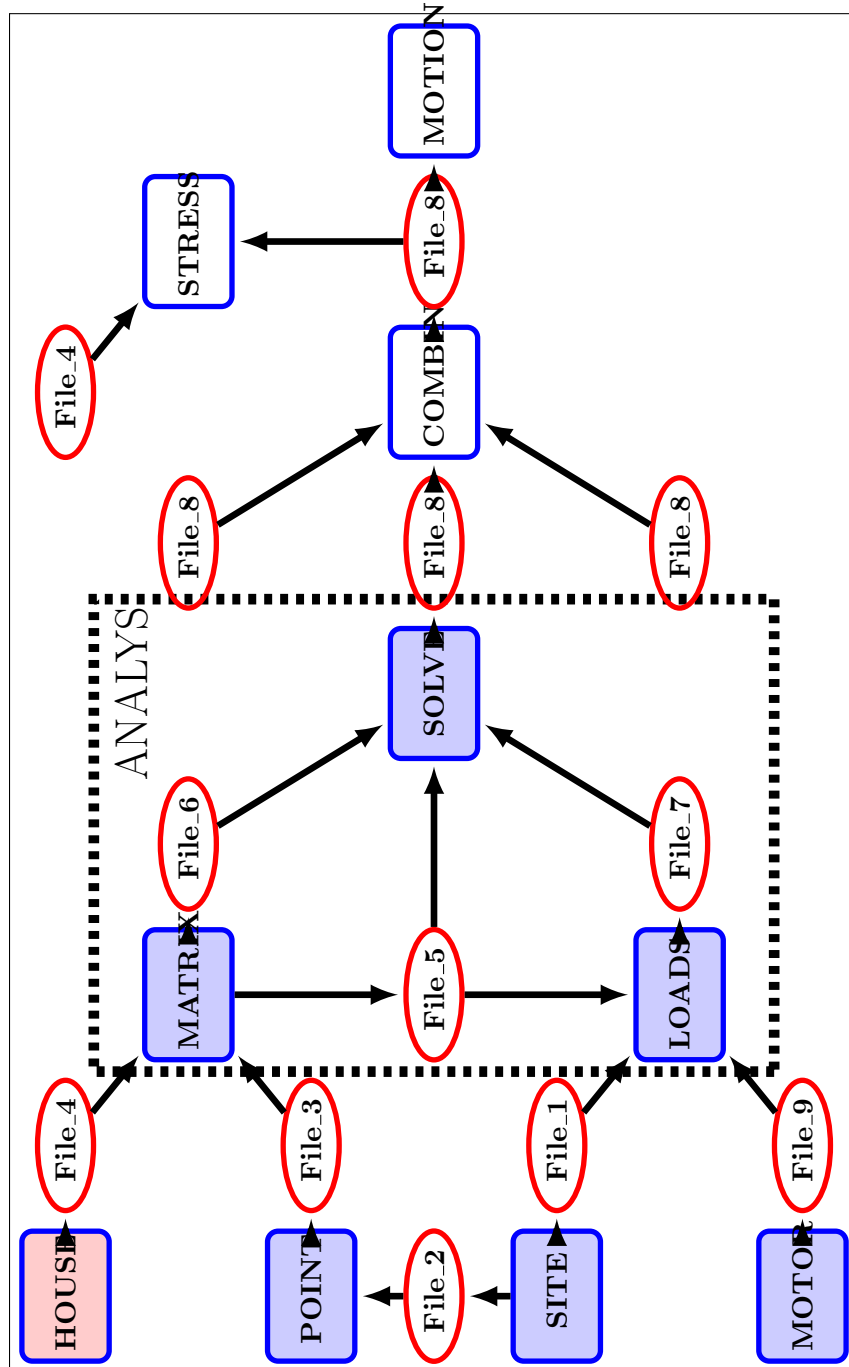 HOUSE
File_4
File_4
ANALYS
MATRIX
File_6
File_8
STRESS
POINT
File_3
File_2
File_5
SOLVE
File_8
COMBIN
File_8
MOTION
SITE
File_1
LOADS
File_7
File_8
MOTOR
File_9